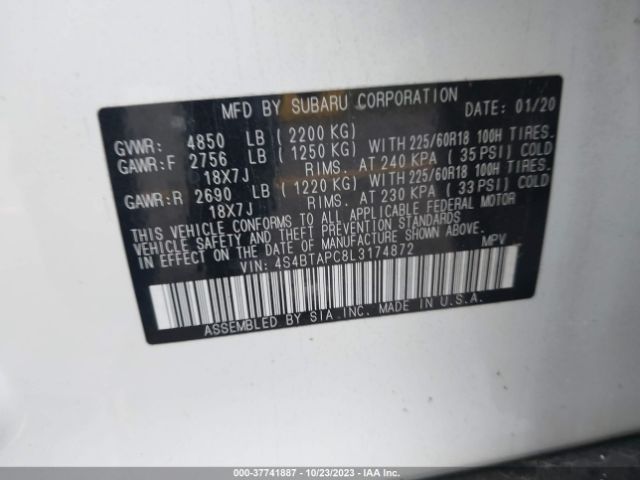 MFD BY SUBARU CORPORATION DATE: 01/20
GVWR: 4850 LB ( 2200 KG)
GAWR:F 2756 LB ( 1250 KG) WITH 225/60R18 100H TIRES.
18X7J RIMS. AT 240 KPA ( 35 PSI) COLD
GAWR:R 2690 LB ( 1220 KG) WITH 225/60R18 100H TIRES.
18X7J RIMS. AT 230 KPA ( 33 PSI) COLD
THIS VEHICLE CONFORMS TO ALL APPLICABLE FEDERAL MOTOR
VEHICLE SAFETY AND THEFT PREVENTION STANDARDS
IN EFFECT ON THE DATE OF MANUFACTURE SHOWN ABOVE.
VIN: 4S4BTAPC8L3174872 MPV
ASSEMBLED BY SIA.INC. MADE IN U.S.A.
00-37741887 - 10/23/2023 - IAA Inc.